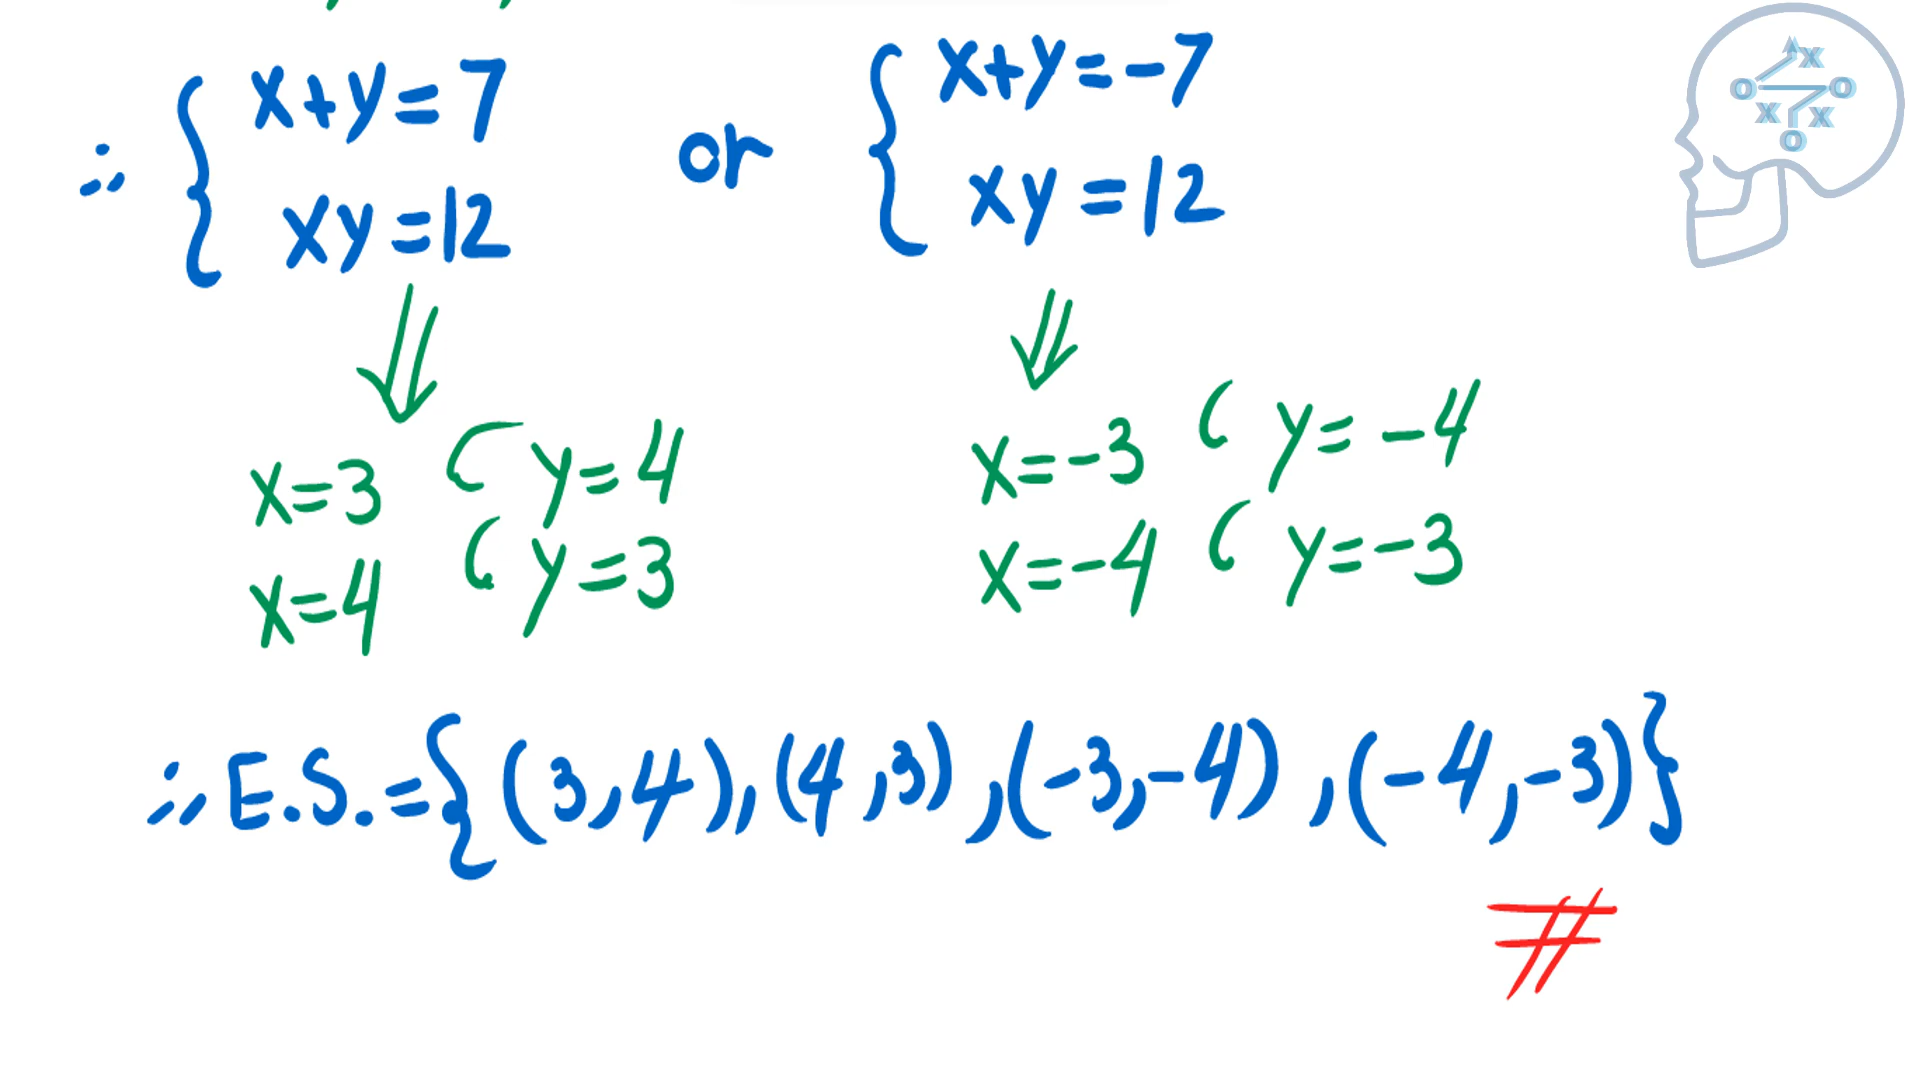 ∴ { x+y=7 or { x+y=-7
xy=12 xy=12
⇓ ⇓
x=3 ( y=4 x=-3 ( y=-4
x=4 ( y=3 x=-4 ( y=-3
∴ E.S.={(3,4),(4,3),(-3,-4),(-4,-3)}
#
X
O O
X X
O